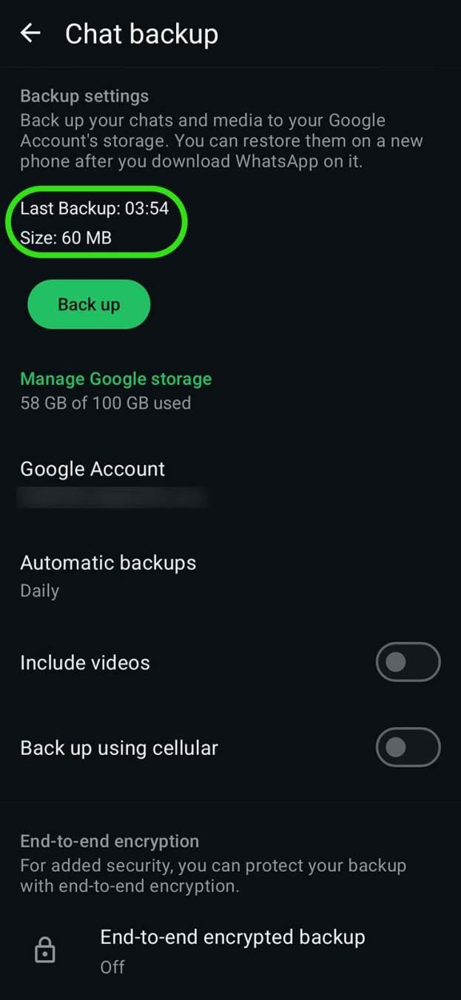 Chat backup
Backup settings
Back up your chats and media to your Google
Account's storage. You can restore them on a new
phone after you download WhatsApp on it.
Last Backup: 03:54
Size: 60 MB
Back up
Manage Google storage
58 GB of 100 GB used
Google Account
Automatic backups
Daily
Include videos
Back up using cellular
End-to-end encryption
For added security, you can protect your backup
with end-to-end encryption.
End-to-end encrypted backup
Off